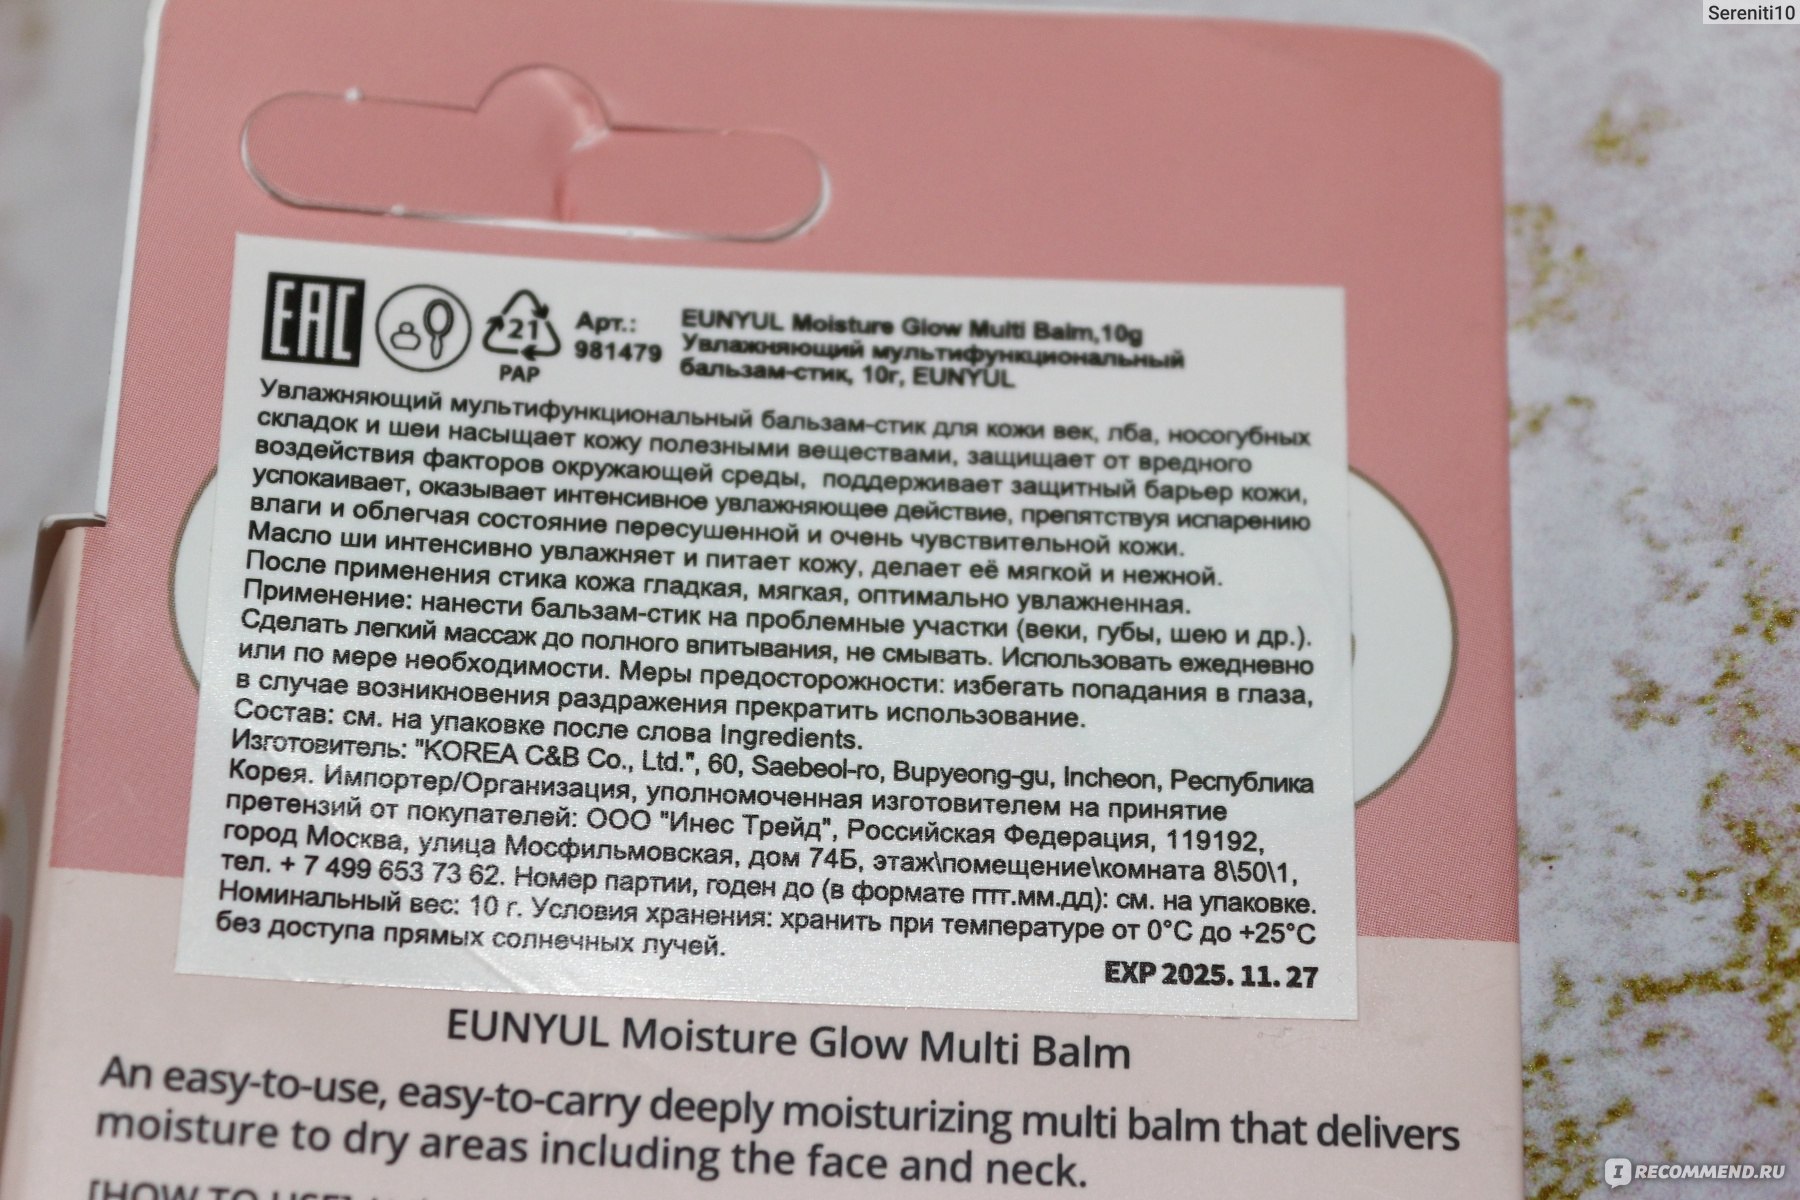 Sereniti10
EAC
21
PAP
Арт.:
981479
EUNYUL Moisture Glow Multi Balm,10g
Увлажняющий мультифункциональный
бальзам-стик, 10г, EUNYUL
Увлажняющий мультифункциональный бальзам-стик для кожи век, лба, носогубных
складок и шеи насыщает кожу полезными веществами, защищает от вредного
воздействия факторов окружающей среды, поддерживает защитный барьер кожи,
успокаивает, оказывает интенсивное увлажняющее действие, препятствуя испарению
влаги и облегчая состояние пересушенной и очень чувствительной кожи.
Масло ши интенсивно увлажняет и питает кожу, делает её мягкой и нежной.
После применения стика кожа гладкая, мягкая, оптимально увлажненная.
Применение: нанести бальзам-стик на проблемные участки (веки, губы, шею и др.).
Сделать легкий массаж до полного впитывания, не смывать. Использовать ежедневно
или по мере необходимости. Меры предосторожности: избегать попадания в глаза,
в случае возникновения раздражения прекратить использование.
Состав: см. на упаковке после слова Ingredients.
Изготовитель: "KOREA C&B Co., Ltd.", 60, Saebeol-ro, Bupyeong-gu, Incheon, Республика
Корея. Импортер/Организация, уполномоченная изготовителем на принятие
претензий от покупателей: ООО "Инес Трейд", Российская Федерация, 119192,
город Москва, улица Мосфильмовская, дом 74Б, этаж\помещение\комната 8\50\1,
тел. + 7 499 653 73 62. Номер партии, годен до (в формате гггг.мм.дд): см. на упаковке.
Номинальный вес: 10 г. Условия хранения: хранить при температуре от 0°С до +25°С
без доступа прямых солнечных лучей.
EXP 2025. 11. 27
EUNYUL Moisture Glow Multi Balm
An easy-to-use, easy-to-carry deeply moisturizing multi balm that delivers
moisture to dry areas including the face and neck.
[HOW TO USE]
IRECOMMEND.RU